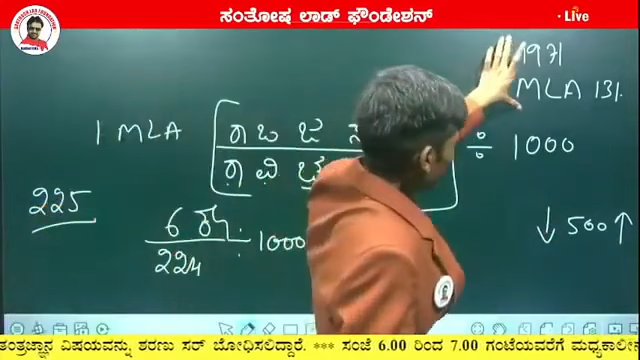 ಸಂತೋಷ ಲಾಡ್ ಫೌಂಡೇಶನ್
Live
1971
MLA 131.
1 MLA
ರಾ ಒ ಜ
÷ 1000
ರಾ ವಿ ಚ
225
6 ಕೋ
224
1000
↓ 500 ↑
ತಂತ್ರಜ್ಞಾನ ವಿಷಯವನ್ನು ಶರಣು ಸರ್ ಬೋಧಿಸಲಿದ್ದಾರೆ. *** ಸಂಜೆ 6.00 ರಿಂದ 7.00 ಗಂಟೆಯವರೆಗೆ ಮಧ್ಯಕಾಲೀನ